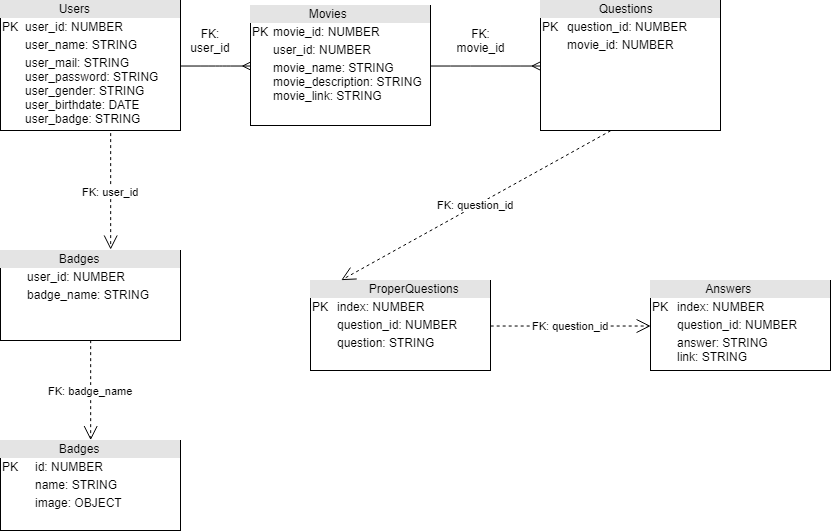 Users
PK user_id: NUMBER
user_name: STRING
user_mail: STRING
user_password: STRING
user_gender: STRING
user_birthdate: DATE
user_badge: STRING
FK:
user_id
Movies
PK movie_id: NUMBER
user_id: NUMBER
movie_name: STRING
movie_description: STRING
movie_link: STRING
FK:
movie_id
Questions
PK question_id: NUMBER
movie_id: NUMBER
FK: user_id
FK: question_id
Badges
user_id: NUMBER
badge_name: STRING
ProperQuestions
PK index: NUMBER
question_id: NUMBER
question: STRING
FK: question_id
Answers
PK index: NUMBER
question_id: NUMBER
answer: STRING
link: STRING
FK: badge_name
Badges
PK id: NUMBER
name: STRING
image: OBJECT